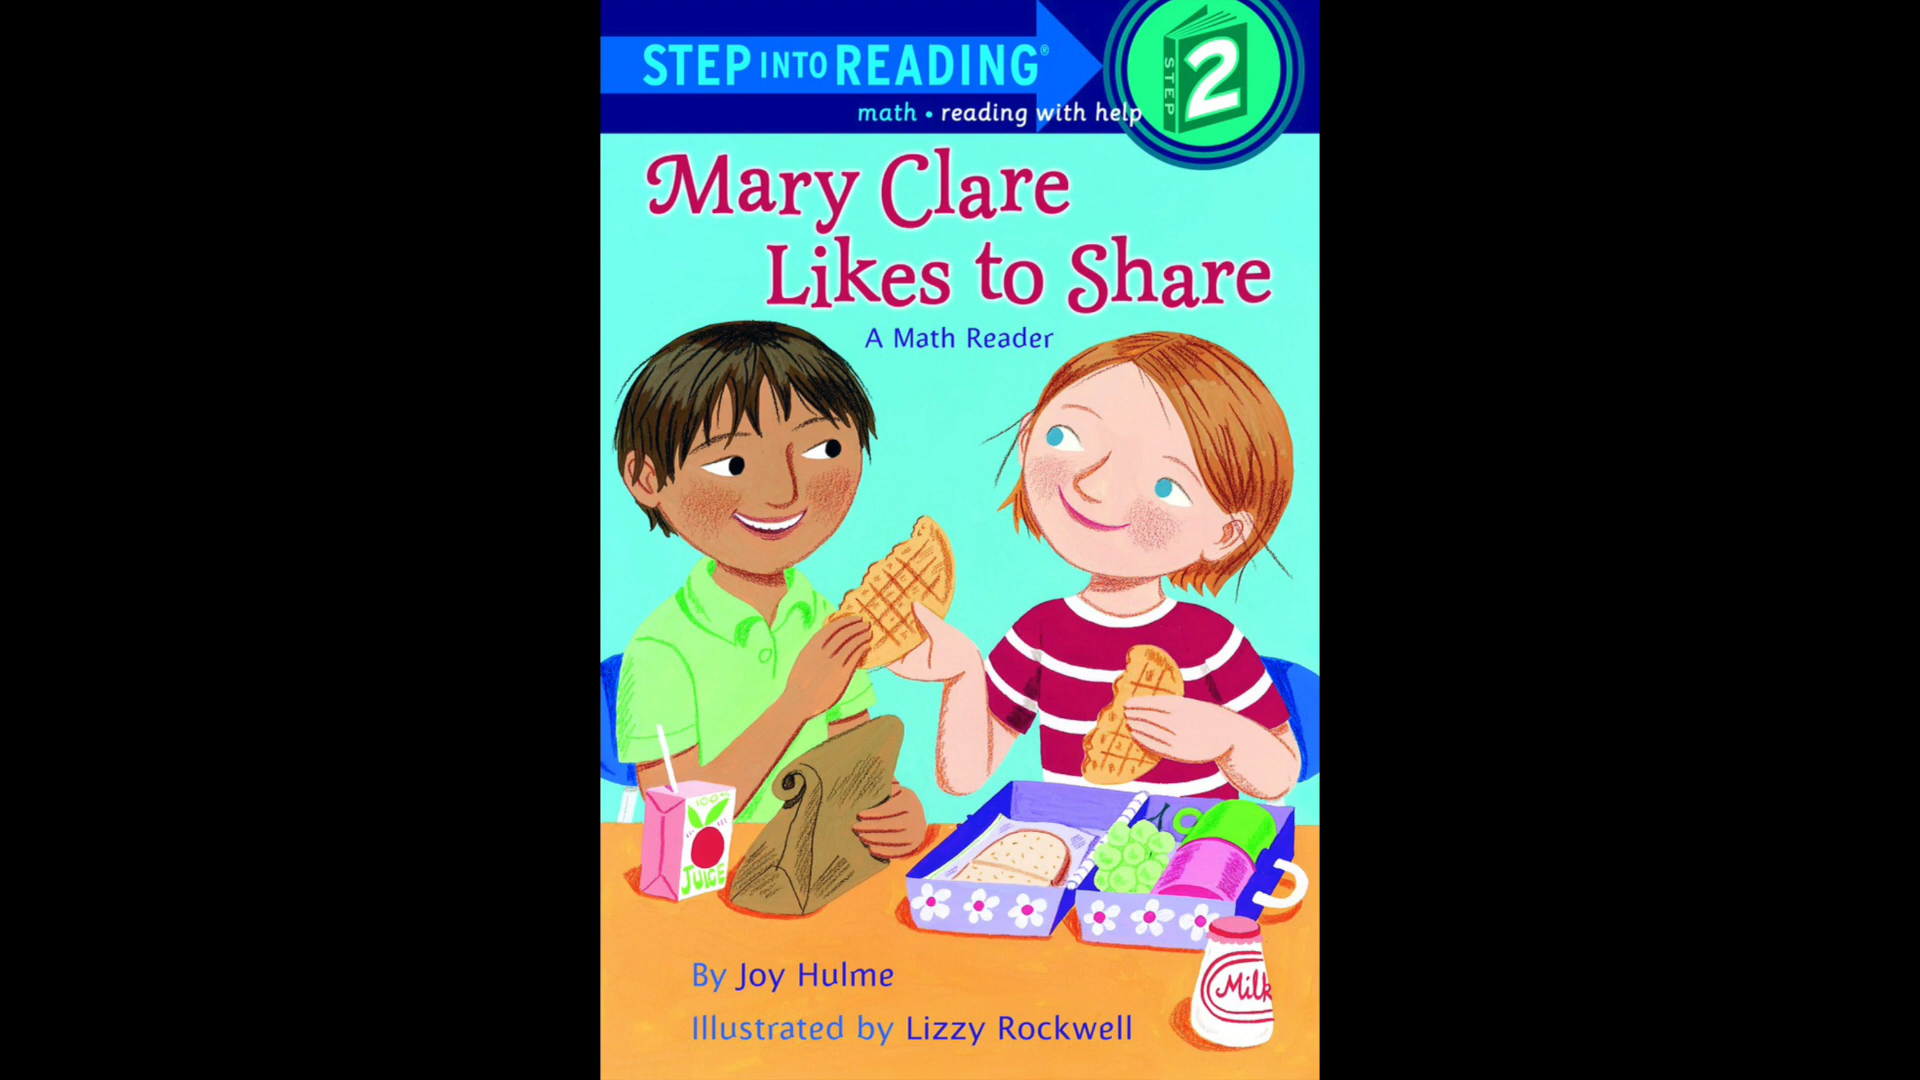 STEP INTO READING®
math • reading with help
STEP 2
Mary Clare
Likes to Share
A Math Reader
100%
JUICE
Milk
By Joy Hulme
Illustrated by Lizzy Rockwell